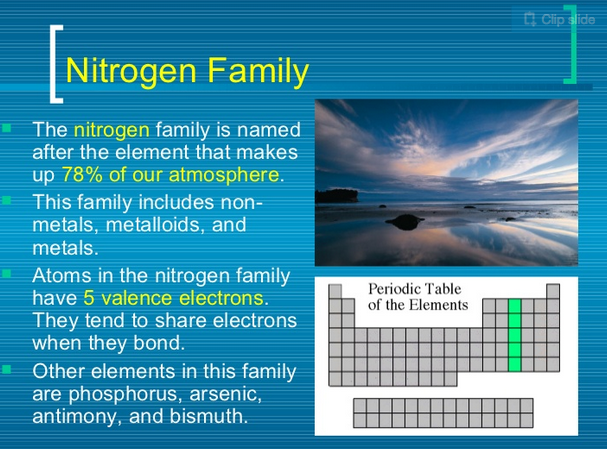 Clip slide
Nitrogen Family
The nitrogen family is named
after the element that makes
up 78% of our atmosphere.
This family includes non-
metals, metalloids, and
metals.
Atoms in the nitrogen family
have 5 valence electrons.
They tend to share electrons
when they bond.
Other elements in this family
are phosphorus, arsenic,
antimony, and bismuth.
Periodic Table
of the Elements